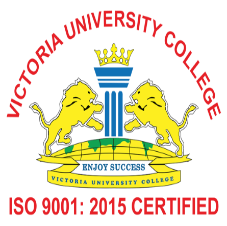 VICTORIA UNIVERSITY COLLEGE
ENJOY SUCCESS
VICTORIA UNIVERSITY COLLEGE
ISO 9001: 2015 CERTIFIED